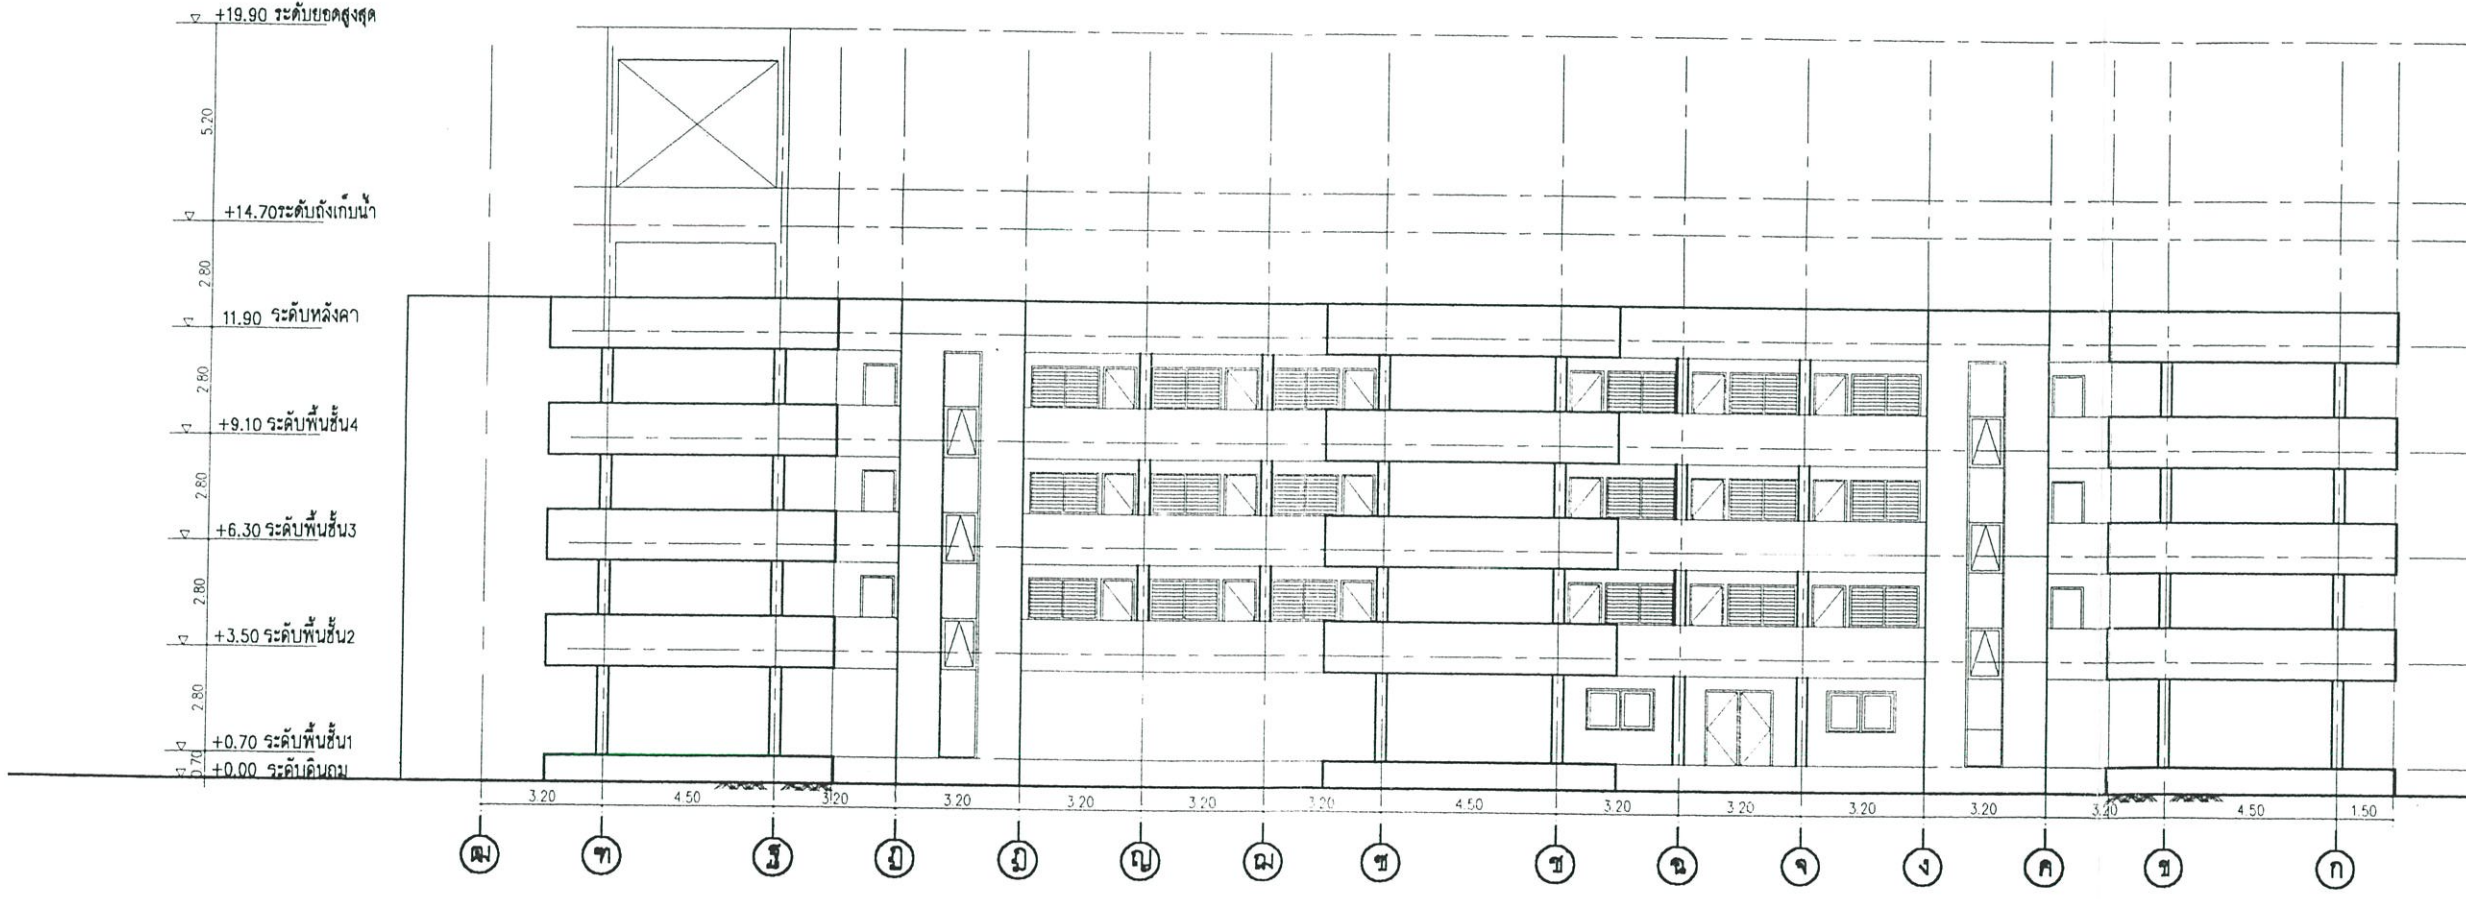 +19.90 ระดับยอดสูงสุด
5.20
+14.70ระดับถังเก็บน้ำ
2.80
11.90 ระดับหลังคา
2.80
+9.10 ระดับพื้นชั้น4
2.80
+6.30 ระดับพื้นชั้น3
2.80
+3.50 ระดับพื้นชั้น2
2.80
+0.70 ระดับพื้นชั้น1
0.70
+0.00 ระดับดินถม
3.20 4.50 3.20 3.20 3.20 3.20 3.20 4.50 3.20 3.20 3.20 3.20 3.20 4.50 1.50
ฒ ฑ ฐ ฏ ฎ ญ ฌ ซ ช ฉ จ ง ค ข ก